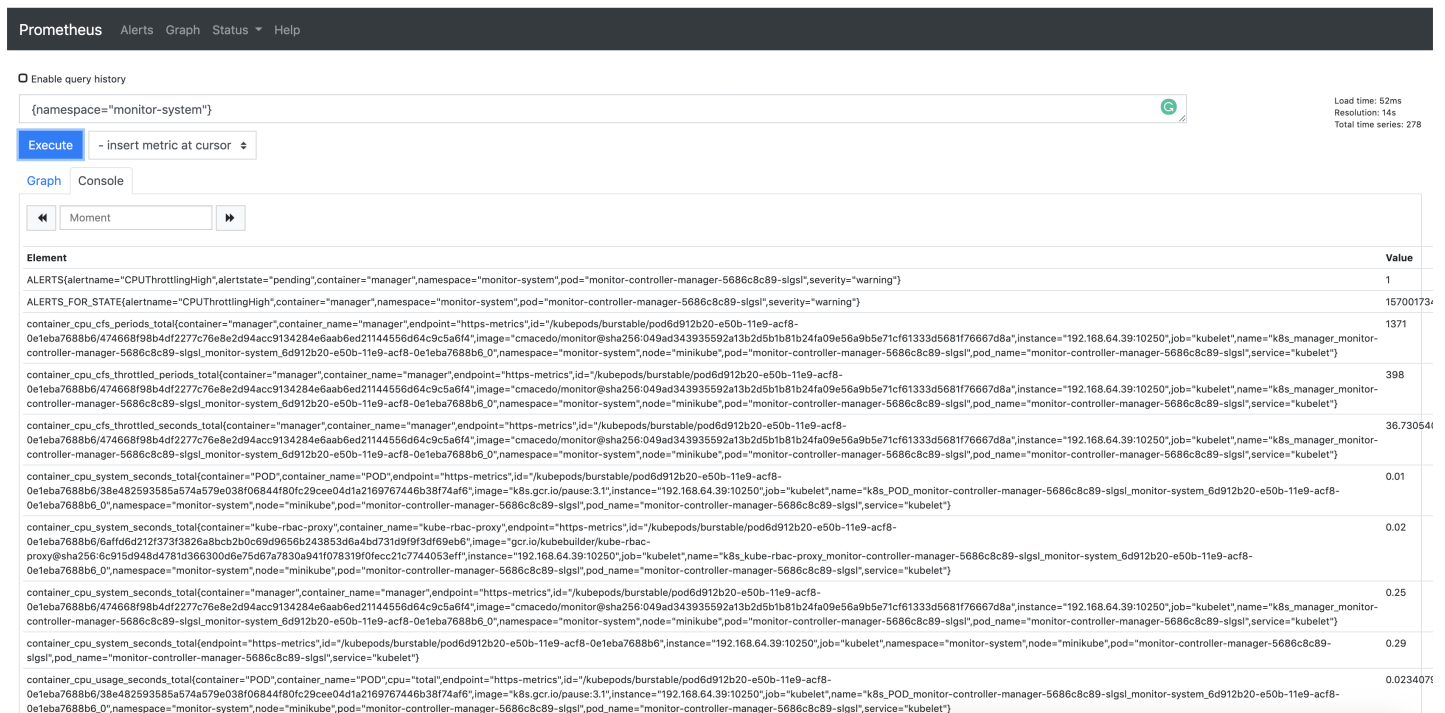 Prometheus Alerts Graph Status Help
Enable query history
{namespace="monitor-system"}
Load time: 52ms
Resolution: 14s
Total time series: 278
Execute - insert metric at cursor
Graph Console
Moment
Element Value
ALERTS{alertname="CPUThrottlingHigh",alertstate="pending",container="manager",namespace="monitor-system",pod="monitor-controller-manager-5686c8c89-slgsl",severity="warning"} 1
ALERTS_FOR_STATE{alertname="CPUThrottlingHigh",container="manager",namespace="monitor-system",pod="monitor-controller-manager-5686c8c89-slgsl",severity="warning"} 157001734
container_cpu_cfs_periods_total{container="manager",container_name="manager",endpoint="https-metrics",id="/kubepods/burstable/pod6d912b20-e50b-11e9-acf8- 1371
0e1eba7688b6/474668f98b4df2277c76e8e2d94acc9134284e6aab6ed21144556d64c9c5a6f4",image="cmacedo/monitor@sha256:049ad343935592a13b2d5b1b81b24fa09e56a9b5e71cf61333d5681f76667d8a",instance="192.168.64.39:10250",job="kubelet",name="k8s_manager_monitor-
controller-manager-5686c8c89-slgsl_monitor-system_6d912b20-e50b-11e9-acf8-0e1eba7688b6_0",namespace="monitor-system",node="minikube",pod="monitor-controller-manager-5686c8c89-slgsl",pod_name="monitor-controller-manager-5686c8c89-slgsl",service="kubelet"}
container_cpu_cfs_throttled_periods_total{container="manager",container_name="manager",endpoint="https-metrics",id="/kubepods/burstable/pod6d912b20-e50b-11e9-acf8- 398
0e1eba7688b6/474668f98b4df2277c76e8e2d94acc9134284e6aab6ed21144556d64c9c5a6f4",image="cmacedo/monitor@sha256:049ad343935592a13b2d5b1b81b24fa09e56a9b5e71cf61333d5681f76667d8a",instance="192.168.64.39:10250",job="kubelet",name="k8s_manager_monitor-
controller-manager-5686c8c89-slgsl_monitor-system_6d912b20-e50b-11e9-acf8-0e1eba7688b6_0",namespace="monitor-system",node="minikube",pod="monitor-controller-manager-5686c8c89-slgsl",pod_name="monitor-controller-manager-5686c8c89-slgsl",service="kubelet"}
container_cpu_cfs_throttled_seconds_total{container="manager",container_name="manager",endpoint="https-metrics",id="/kubepods/burstable/pod6d912b20-e50b-11e9-acf8- 36.730540
0e1eba7688b6/474668f98b4df2277c76e8e2d94acc9134284e6aab6ed21144556d64c9c5a6f4",image="cmacedo/monitor@sha256:049ad343935592a13b2d5b1b81b24fa09e56a9b5e71cf61333d5681f76667d8a",instance="192.168.64.39:10250",job="kubelet",name="k8s_manager_monitor-
controller-manager-5686c8c89-slgsl_monitor-system_6d912b20-e50b-11e9-acf8-0e1eba7688b6_0",namespace="monitor-system",node="minikube",pod="monitor-controller-manager-5686c8c89-slgsl",pod_name="monitor-controller-manager-5686c8c89-slgsl",service="kubelet"}
container_cpu_system_seconds_total{container="POD",container_name="POD",endpoint="https-metrics",id="/kubepods/burstable/pod6d912b20-e50b-11e9-acf8- 0.01
0e1eba7688b6/38e482593585a574a579e038f06844f80fc29cee04d1a2169767446b38f74af6",image="k8s.gcr.io/pause:3.1",instance="192.168.64.39:10250",job="kubelet",name="k8s_POD_monitor-controller-manager-5686c8c89-slgsl_monitor-system_6d912b20-e50b-11e9-acf8-
0e1eba7688b6_0",namespace="monitor-system",node="minikube",pod="monitor-controller-manager-5686c8c89-slgsl",pod_name="monitor-controller-manager-5686c8c89-slgsl",service="kubelet"}
container_cpu_system_seconds_total{container="kube-rbac-proxy",container_name="kube-rbac-proxy",endpoint="https-metrics",id="/kubepods/burstable/pod6d912b20-e50b-11e9-acf8- 0.02
0e1eba7688b6/6affd6d212f373f3826a8bcb2b0c69d9656b243853d6a4bd731d9f9f3df69eb6",image="gcr.io/kubebuilder/kube-rbac-
proxy@sha256:6c915d948d4781d366300d6e75d67a7830a941f078319f0fecc21c7744053eff",instance="192.168.64.39:10250",job="kubelet",name="k8s_kube-rbac-proxy_monitor-controller-manager-5686c8c89-slgsl_monitor-system_6d912b20-e50b-11e9-acf8-
0e1eba7688b6_0",namespace="monitor-system",node="minikube",pod="monitor-controller-manager-5686c8c89-slgsl",pod_name="monitor-controller-manager-5686c8c89-slgsl",service="kubelet"}
container_cpu_system_seconds_total{container="manager",container_name="manager",endpoint="https-metrics",id="/kubepods/burstable/pod6d912b20-e50b-11e9-acf8- 0.25
0e1eba7688b6/474668f98b4df2277c76e8e2d94acc9134284e6aab6ed21144556d64c9c5a6f4",image="cmacedo/monitor@sha256:049ad343935592a13b2d5b1b81b24fa09e56a9b5e71cf61333d5681f76667d8a",instance="192.168.64.39:10250",job="kubelet",name="k8s_manager_monitor-
controller-manager-5686c8c89-slgsl_monitor-system_6d912b20-e50b-11e9-acf8-0e1eba7688b6_0",namespace="monitor-system",node="minikube",pod="monitor-controller-manager-5686c8c89-slgsl",pod_name="monitor-controller-manager-5686c8c89-slgsl",service="kubelet"}
container_cpu_system_seconds_total{endpoint="https-metrics",id="/kubepods/burstable/pod6d912b20-e50b-11e9-acf8-0e1eba7688b6",instance="192.168.64.39:10250",job="kubelet",namespace="monitor-system",node="minikube",pod="monitor-controller-manager-5686c8c89- 0.29
slgsl",pod_name="monitor-controller-manager-5686c8c89-slgsl",service="kubelet"}
container_cpu_usage_seconds_total{container="POD",container_name="POD",cpu="total",endpoint="https-metrics",id="/kubepods/burstable/pod6d912b20-e50b-11e9-acf8- 0.0234079
0e1eba7688b6/38e482593585a574a579e038f06844f80fc29cee04d1a2169767446b38f74af6",image="k8s.gcr.io/pause:3.1",instance="192.168.64.39:10250",job="kubelet",name="k8s_POD_monitor-controller-manager-5686c8c89-slgsl_monitor-system_6d912b20-e50b-11e9-acf8-
0e1eba7688b6_0",namespace="monitor-system",node="minikube",pod="monitor-controller-manager-5686c8c89-slgsl",pod_name="monitor-controller-manager-5686c8c89-slgsl",service="kubelet"}